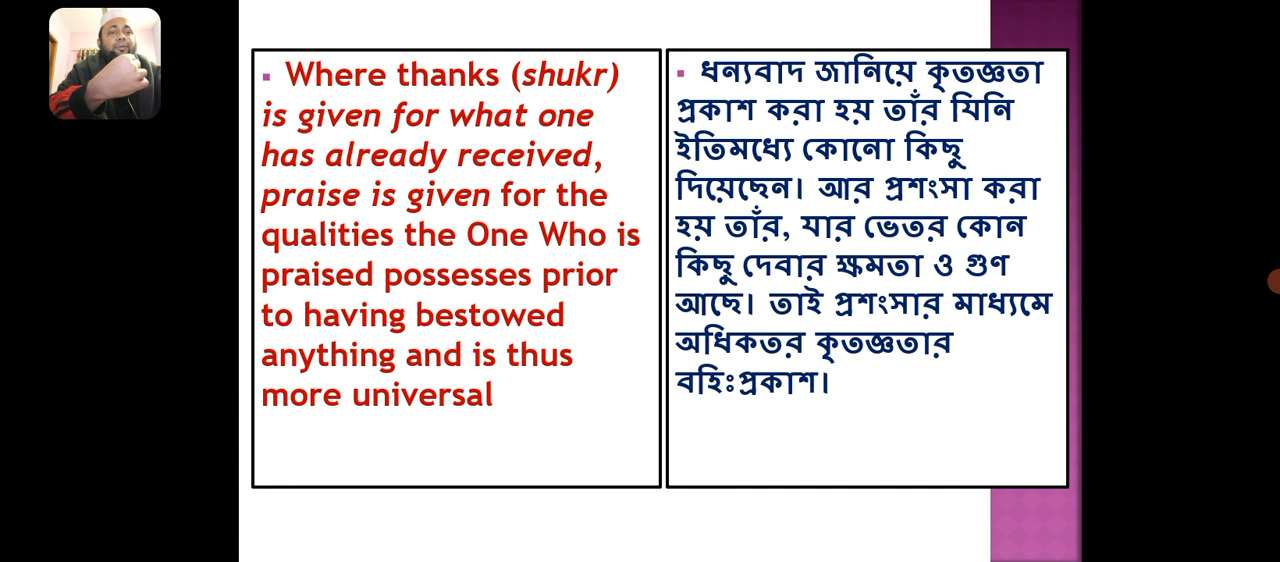 Where thanks (shukr)
is given for what one
has already received,
praise is given for the
qualities the One Who is
praised possesses prior
to having bestowed
anything and is thus
more universal
ধন্যবাদ জানিয়ে কৃতজ্ঞতা
প্রকাশ করা হয় তাঁর যিনি
ইতিমধ্যে কোনো কিছু
দিয়েছেন। আর প্রশংসা করা
হয় তাঁর, যার ভেতর কোন
কিছু দেবার ক্ষমতা ও গুণ
আছে। তাই প্রশংসার মাধ্যমে
অধিকতর কৃতজ্ঞতার
বহিঃপ্রকাশ।